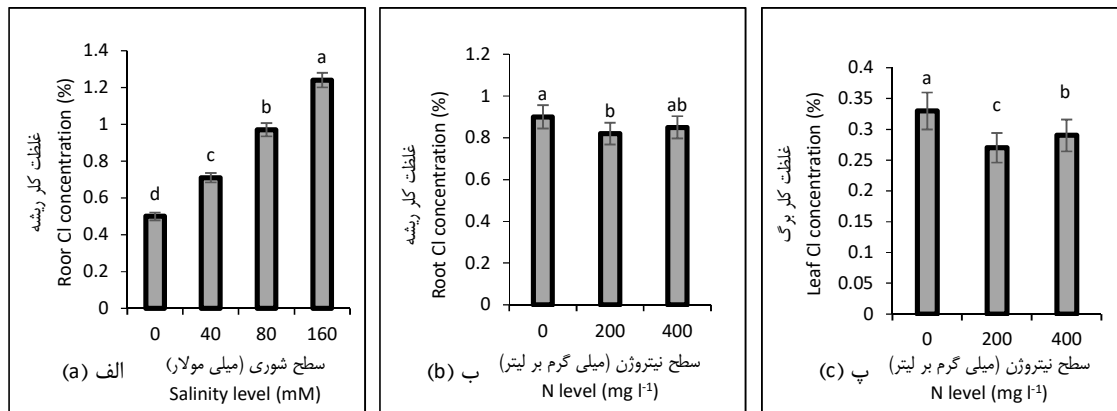 غلظت کلر ریشه
Roor Cl concentration (%)
1.4
1.2
1
0.8
0.6
0.4
0.2
0
d
c
b
a
0 40 80 160
سطح شوری (میلی مولار)
Salinity level (mM)
الف (a)
غلظت کلر ریشه
Root Cl concentration (%)
1.2
1
0.8
0.6
0.4
0.2
0
a
b
ab
0 200 400
سطح نیتروژن (میلی گرم بر لیتر)
N level (mg l⁻¹)
ب (b)
غلظت کلر برگ
Leaf Cl concentration (%)
0.4
0.35
0.3
0.25
0.2
0.15
0.1
0.05
0
a
c
b
0 200 400
سطح نیتروژن (میلی گرم بر لیتر)
N level (mg l⁻¹)
پ (c)